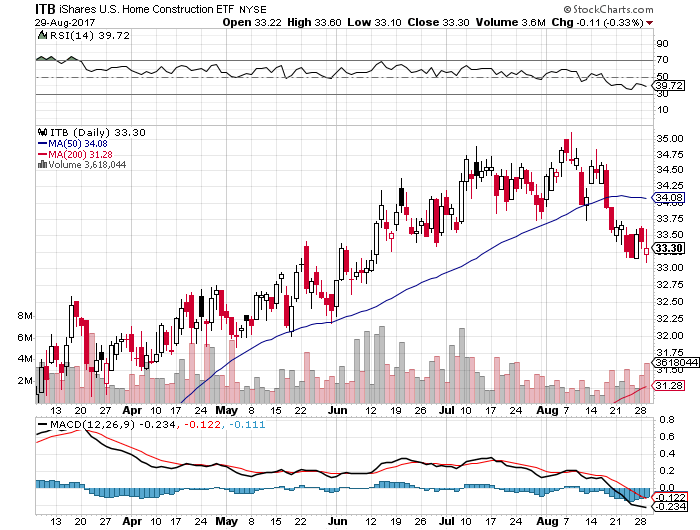 ITB iShares U.S. Home Construction ETF NYSE
© StockCharts.com
29-Aug-2017
Open 33.22 High 33.60 Low 33.10 Close 33.30 Volume 3.6M Chg -0.11 (-0.33%)
RSI(14) 39.72
90
70
50
39.72
30
10
ITB (Daily) 33.30
MA(50) 34.08
MA(200) 31.28
Volume 3,618,044
35.00
34.75
34.50
34.25
34.08
34.00
33.75
33.50
33.30
33.25
33.00
32.75
32.50
32.25
32.00
31.75
31.50
3618044
31.28
8M
6M
4M
2M
13 20 27 Apr 10 17 24 May 8 15 22 Jun 5 12 19 26 Jul 10 17 24 Aug 7 14 21 28
MACD(12,26,9) -0.234, -0.122, -0.111
0.8
0.6
0.4
0.2
0.0
-0.122
-0.234
13 20 27 Apr 10 17 24 May 8 15 22 Jun 5 12 19 26 Jul 10 17 24 Aug 7 14 21 28